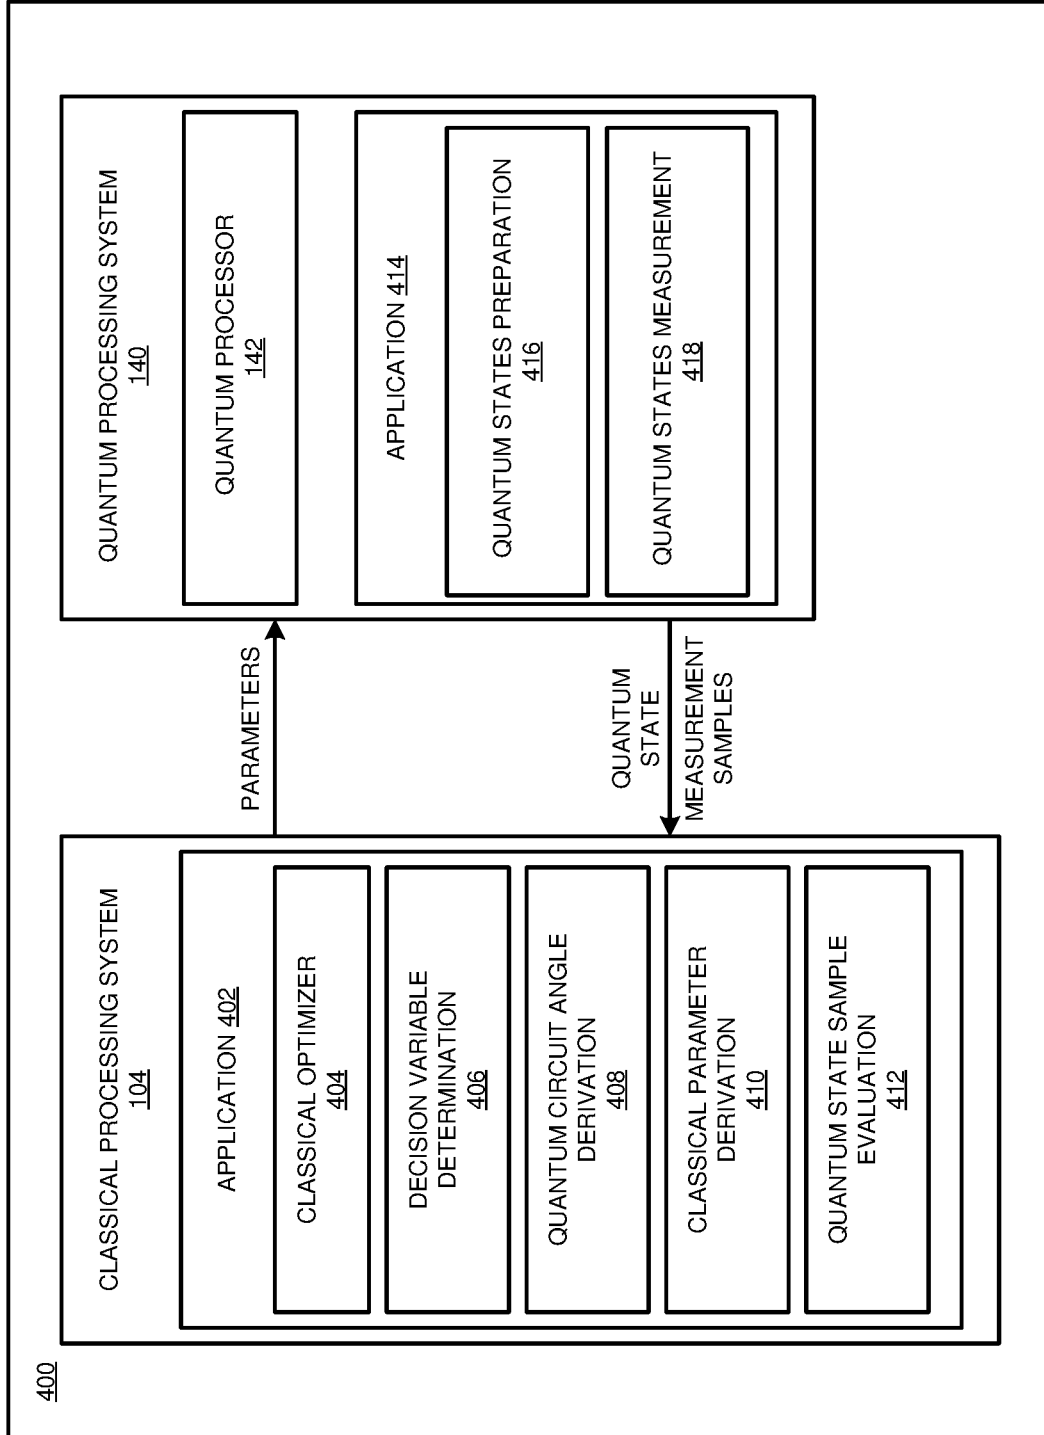 400
CLASSICAL PROCESSING SYSTEM
104
APPLICATION 402
CLASSICAL OPTIMIZER
404
DECISION VARIABLE
DETERMINATION
406
QUANTUM CIRCUIT ANGLE
DERIVATION
408
CLASSICAL PARAMETER
DERIVATION
410
QUANTUM STATE SAMPLE
EVALUATION
412
PARAMETERS
QUANTUM
STATE
MEASUREMENT
SAMPLES
QUANTUM PROCESSING SYSTEM
140
QUANTUM PROCESSOR
142
APPLICATION 414
QUANTUM STATES PREPARATION
416
QUANTUM STATES MEASUREMENT
418